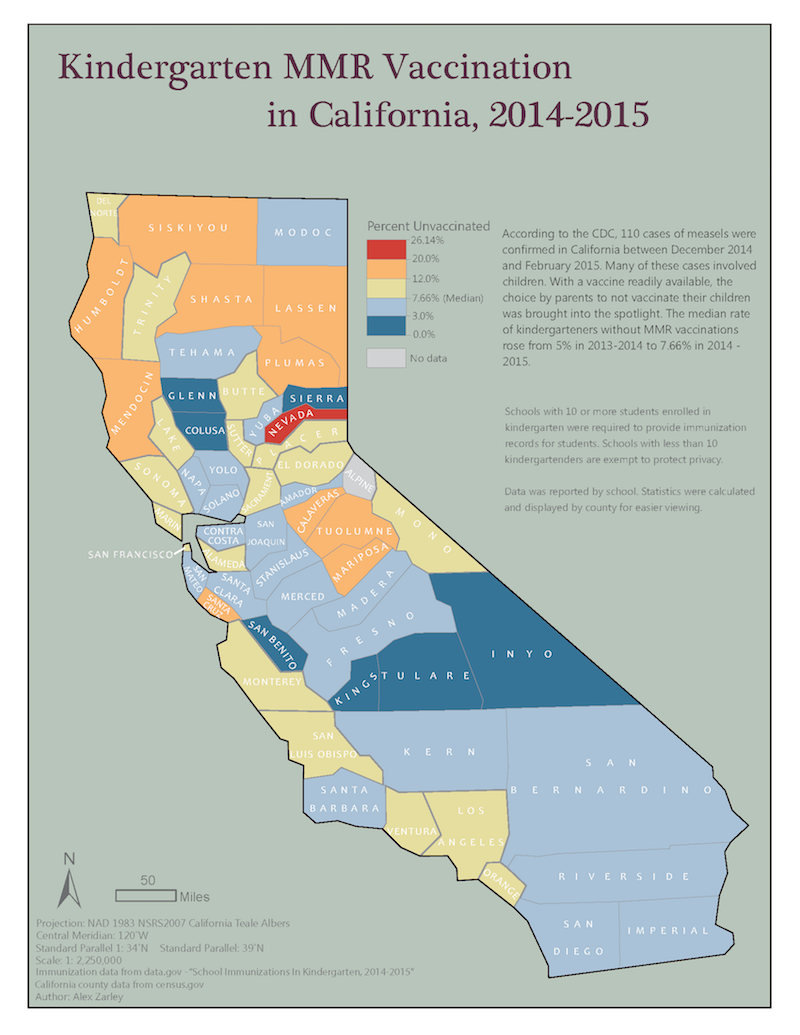 Kindergarten MMR Vaccination
in California, 2014-2015
Percent Unvaccinated
26.14%
20.0%
12.0%
7.66% (Median)
3.0%
0.0%
No data
According to the CDC, 110 cases of measels were
confirmed in California between December 2014
and February 2015. Many of these cases involved
children. With a vaccine readily available, the
choice by parents to not vaccinate their children
was brought into the spotlight. The median rate
of kindergarteners without MMR vaccinations
rose from 5% in 2013-2014 to 7.66% in 2014 -
2015.
Schools with 10 or more students enrolled in
kindergarten were required to provide immunization
records for students. Schools with less than 10
kindergartenders are exempt to protect privacy.
Data was reported by school. Statistics were calculated
and displayed by county for easier viewing.
DEL
NORTE
SISKIYOU
MODOC
HUMBOLDT
TRINITY
SHASTA
LASSEN
TEHAMA
PLUMAS
MENDOCIN
GLENN
BUTTE
SIERRA
YUBA
NEVADA
COLUSA
LAKE
SUTTER
PLACER
SONOMA
NAPA
YOLO
EL DORADO
SACRAMENT
ALPINE
SOLANO
AMADOR
MARIN
CALAVERAS
MONO
CONTRA
COSTA
SAN
JOAQUIN
TUOLUMNE
SAN FRANCISCO
ALAMEDA
STANISLAUS
MARIPOSA
SAN
MATEO
SANTA
CLARA
MERCED
MADERA
SANTA
CRUZ
SAN BENITO
FRESNO
INYO
MONTEREY
KINGS
TULARE
SAN
LUIS OBISPO
KERN
SAN
BERNARDINO
SANTA
BARBARA
VENTURA
LOS
ANGELES
ORANGE
RIVERSIDE
SAN
DIEGO
IMPERIAL
N
50
Miles
Projection: NAD 1983 NSRS2007 California Teale Albers
Central Meridian: 120°W
Standard Parallel 1: 34°N Standard Parallel: 39°N
Scale: 1: 2,250,000
Immunization data from data.gov - "School Immunizations In Kindergarten, 2014-2015"
California county data from census.gov
Author: Alex Zarley